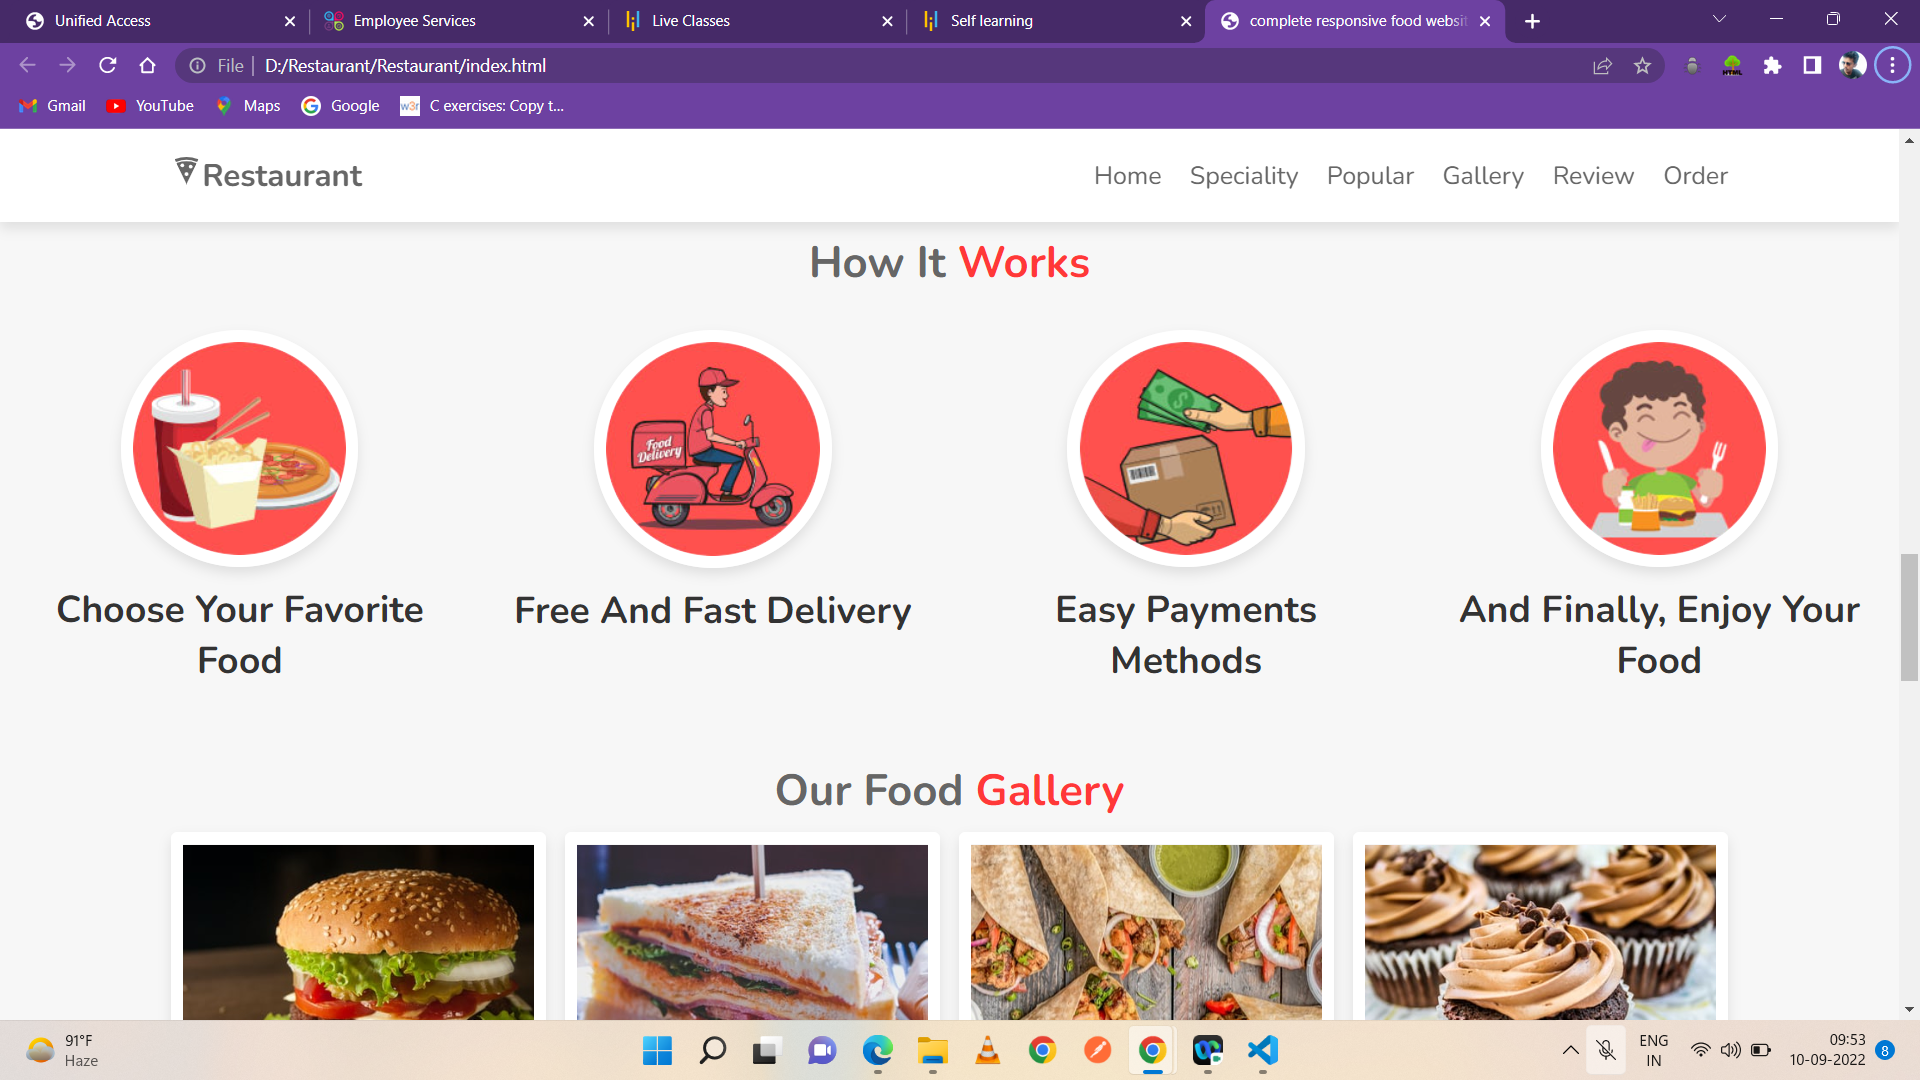 Unified Access
Employee Services
Live Classes
Self learning
complete responsive food websit
File
D:/Restaurant/Restaurant/index.html
Gmail
YouTube
Maps
Google
w3r
C exercises: Copy t...
Restaurant
Home
Speciality
Popular
Gallery
Review
Order
How It Works
Food
Delivery
Choose Your Favorite
Food
Free And Fast Delivery
Easy Payments
Methods
And Finally, Enjoy Your
Food
Our Food Gallery
91°F
Haze
ENG
IN
09:53
10-09-2022
8